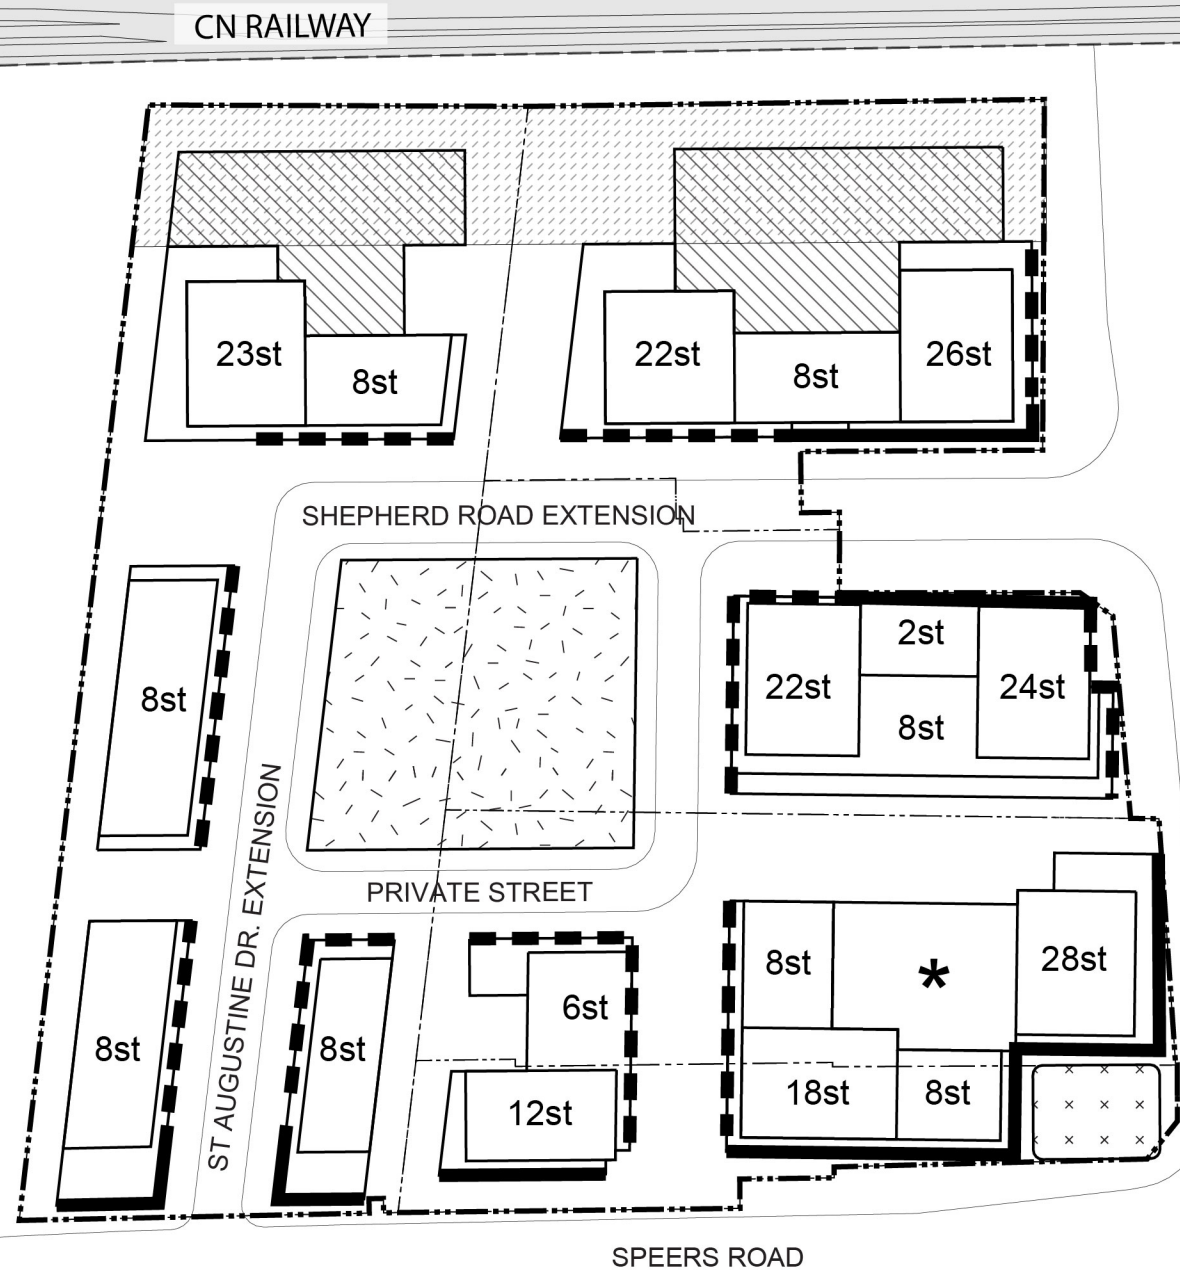 CN RAILWAY
23st
8st
22st
8st
26st
SHEPHERD ROAD EXTENSION
8st
22st
2st
24st
8st
ST AUGUSTINE DR. EXTENSION
PRIVATE STREET
8st
8st
6st
12st
8st
*
28st
18st
8st
SPEERS ROAD